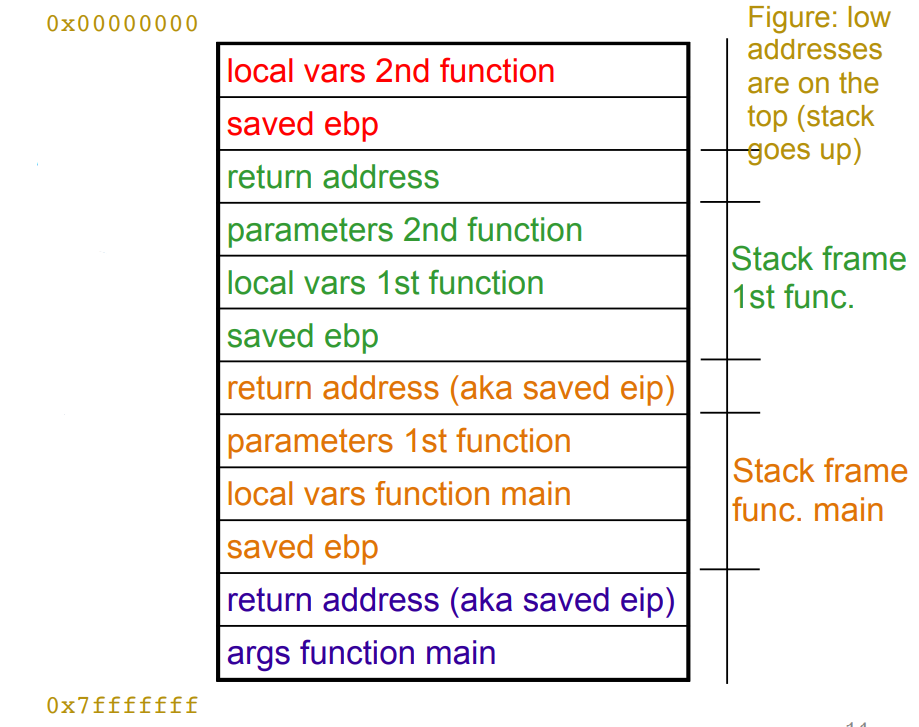 0x00000000
Figure: low
addresses
are on the
top (stack
goes up)
local vars 2nd function
saved ebp
return address
parameters 2nd function
local vars 1st function
saved ebp
Stack frame
1st func.
return address (aka saved eip)
parameters 1st function
local vars function main
saved ebp
Stack frame
func. main
return address (aka saved eip)
args function main
0x7fffffff